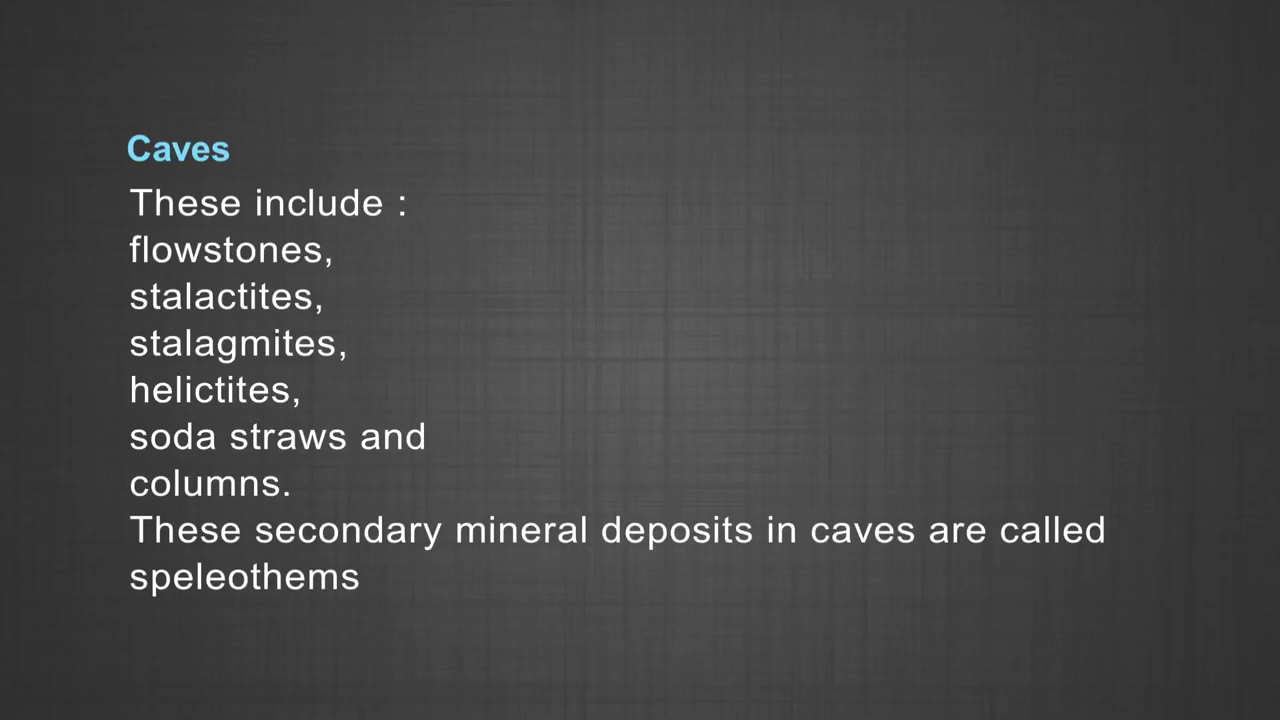 Caves
These include :
flowstones,
stalactites,
stalagmites,
helictites,
soda straws and
columns.
These secondary mineral deposits in caves are called
speleothems